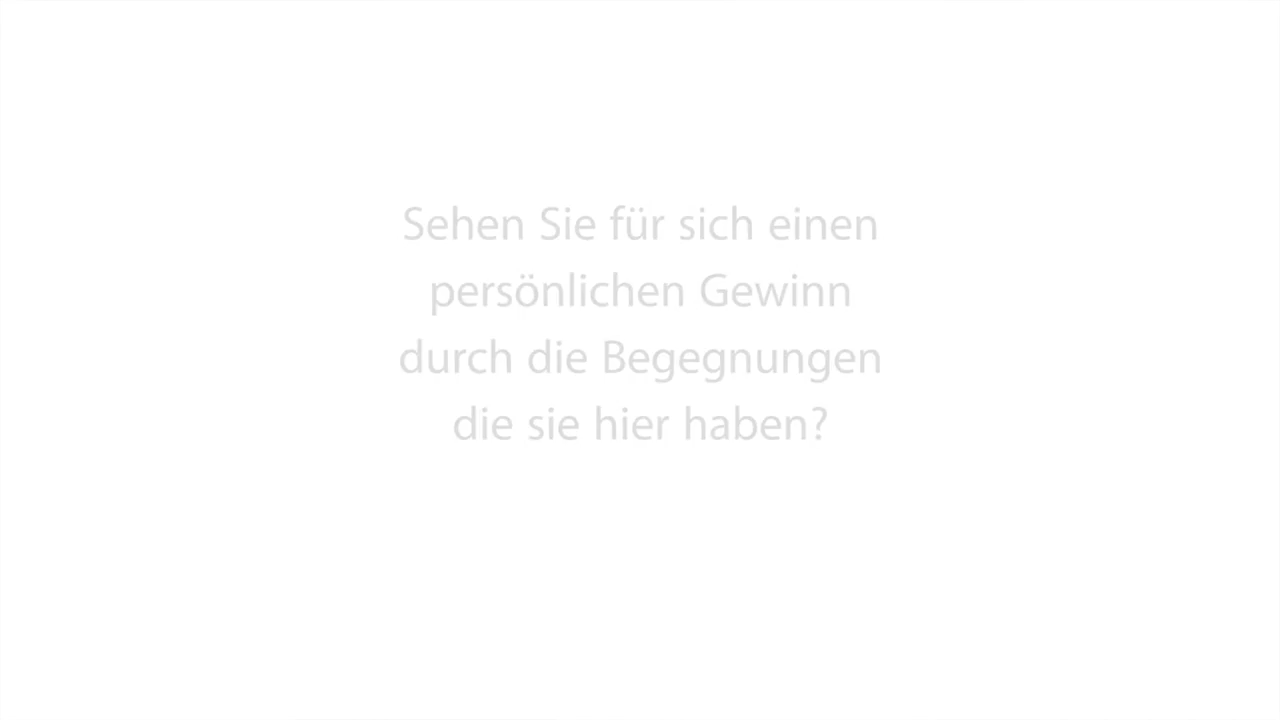 Sehen Sie für sich einen
persönlichen Gewinn
durch die Begegnungen
die sie hier haben?